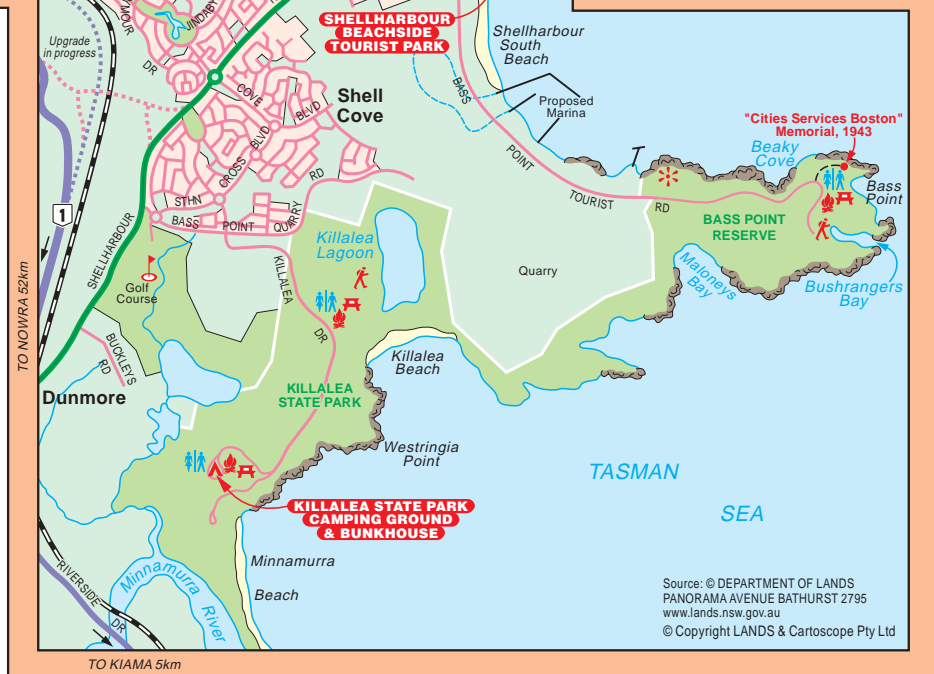 SHELLHARBOUR
BEACHSIDE
TOURIST PARK
Shellharbour
South
Beach
JINDABY
MOUR
DR
Upgrade
in progress
COVE
BLVD
Shell
Cove
BASS
Proposed
Marina
"Cities Services Boston"
Memorial, 1943
Beaky
Cove
Bass
Point
POINT
TOURIST
RD
BASS POINT
RESERVE
CROSS
BLVD
RD
STHN
BASS
POINT
QUARRY
1
SHELLHARBOUR
Killalea
Lagoon
KILLALEA
DR
Quarry
Maloneys
Bay
Bushrangers
Bay
Golf
Course
TO NOWRA 52km
BUCKLEYS
RD
Dunmore
Killalea
Beach
KILLALEA
STATE PARK
Westringia
Point
TASMAN
SEA
KILLALEA STATE PARK
CAMPING GROUND
& BUNKHOUSE
Minnamurra
Beach
Minnamurra River
RIVERSIDE
DR
Source: © DEPARTMENT OF LANDS
PANORAMA AVENUE BATHURST 2795
www.lands.nsw.gov.au
© Copyright LANDS & Cartoscope Pty Ltd
TO KIAMA 5km